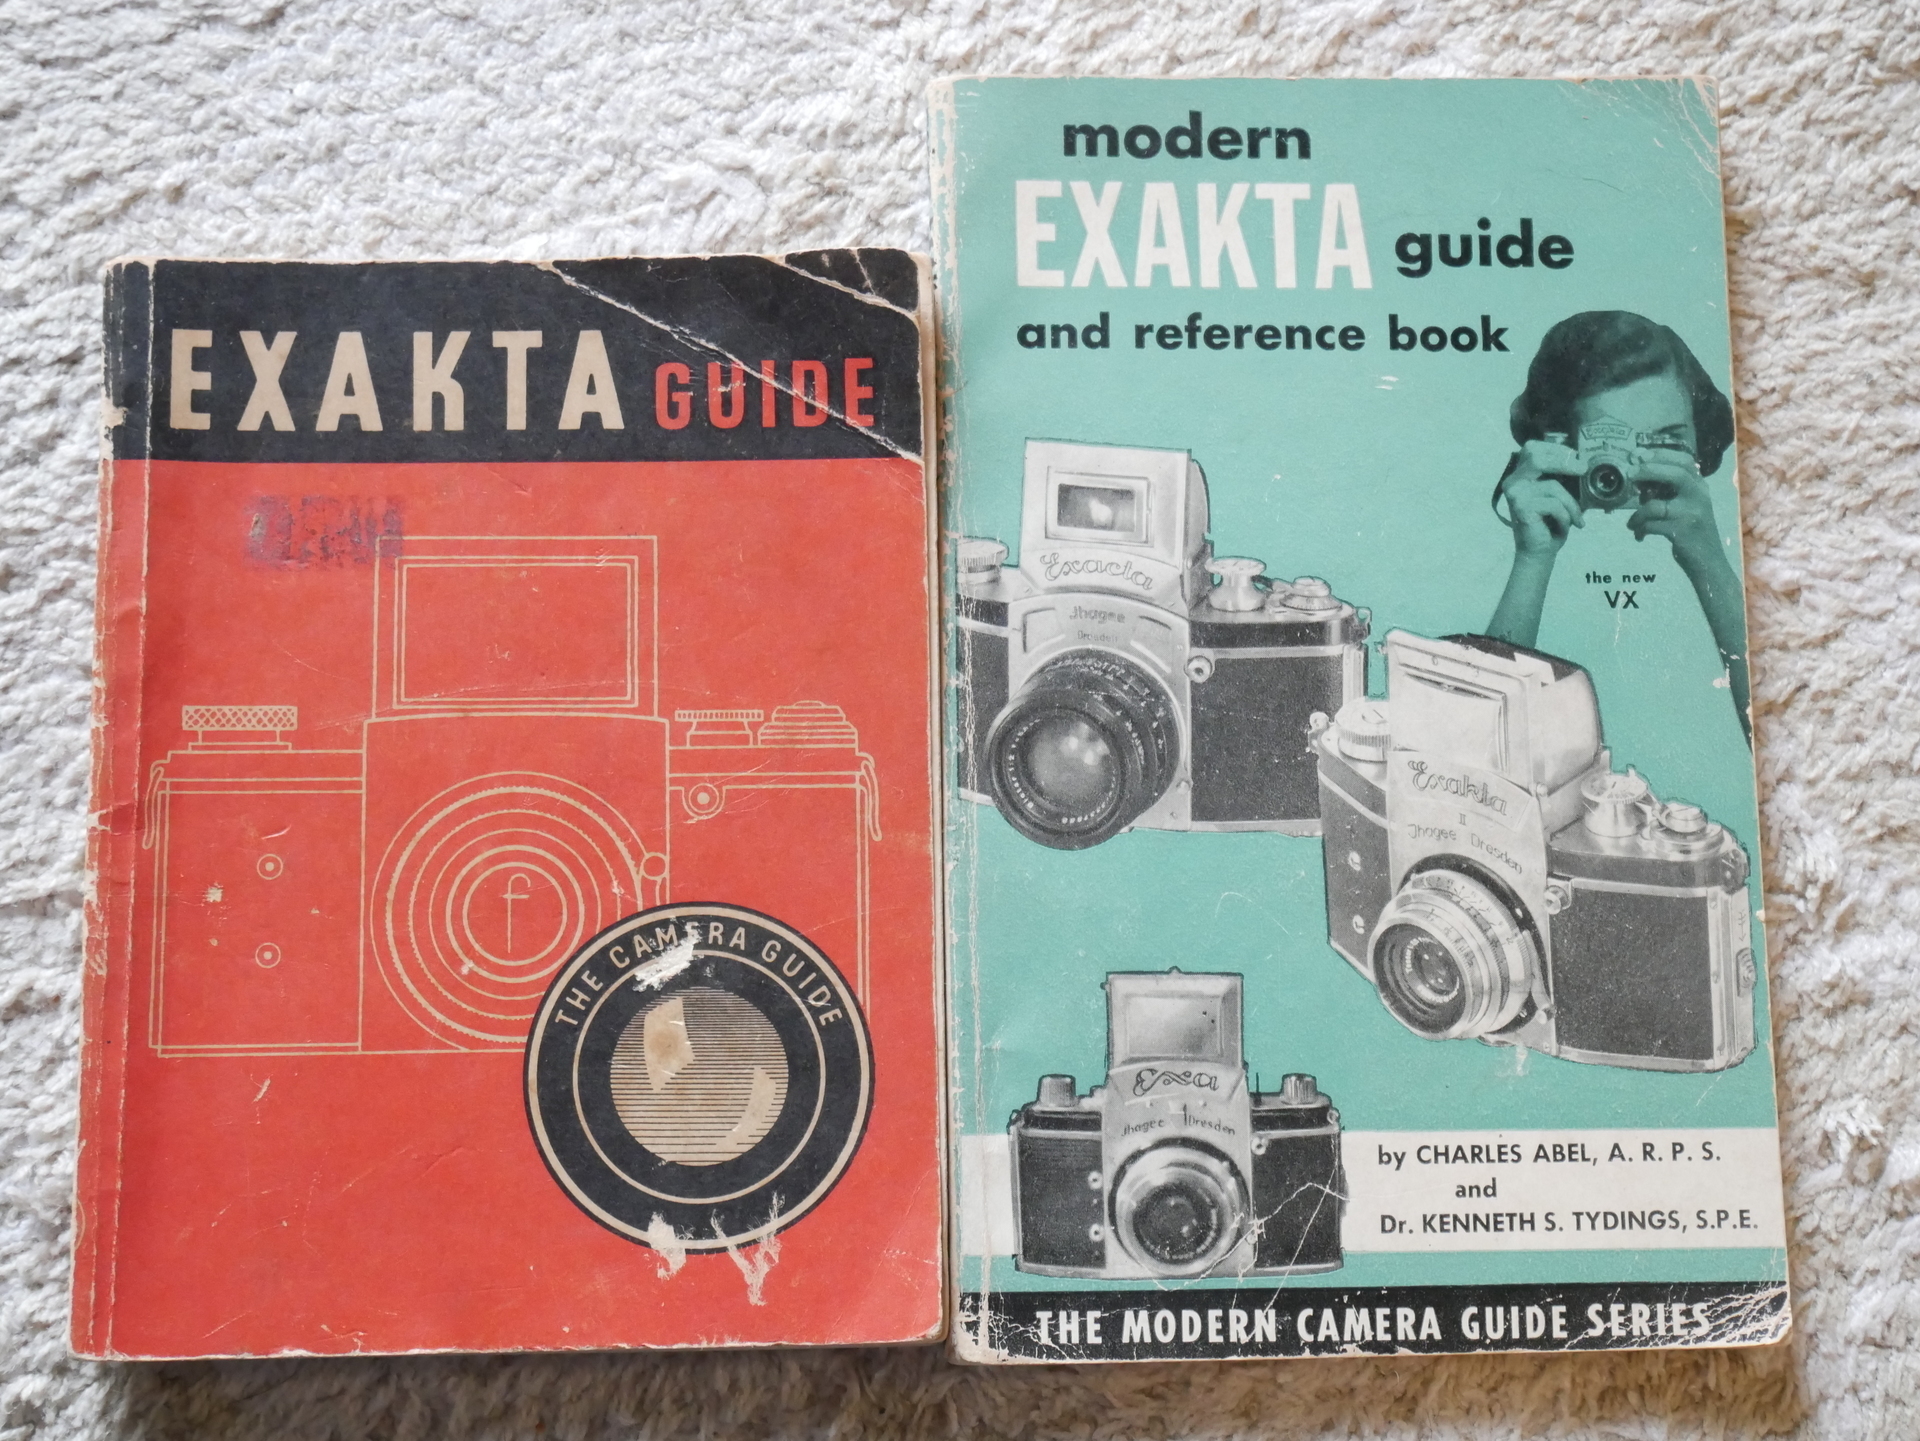 EXAKTA GUIDE
f
THE CAMERA GUIDE
modern
EXAKTA guide
and reference book
Exakta
the new
VX
Exacta
Jhagee
Dresden
Exakta
II
Jhagee Dresden
Exa
Jhagee Dresden
by CHARLES ABEL, A. R. P. S.
and
Dr. KENNETH S. TYDINGS, S.P.E.
THE MODERN CAMERA GUIDE SERIES